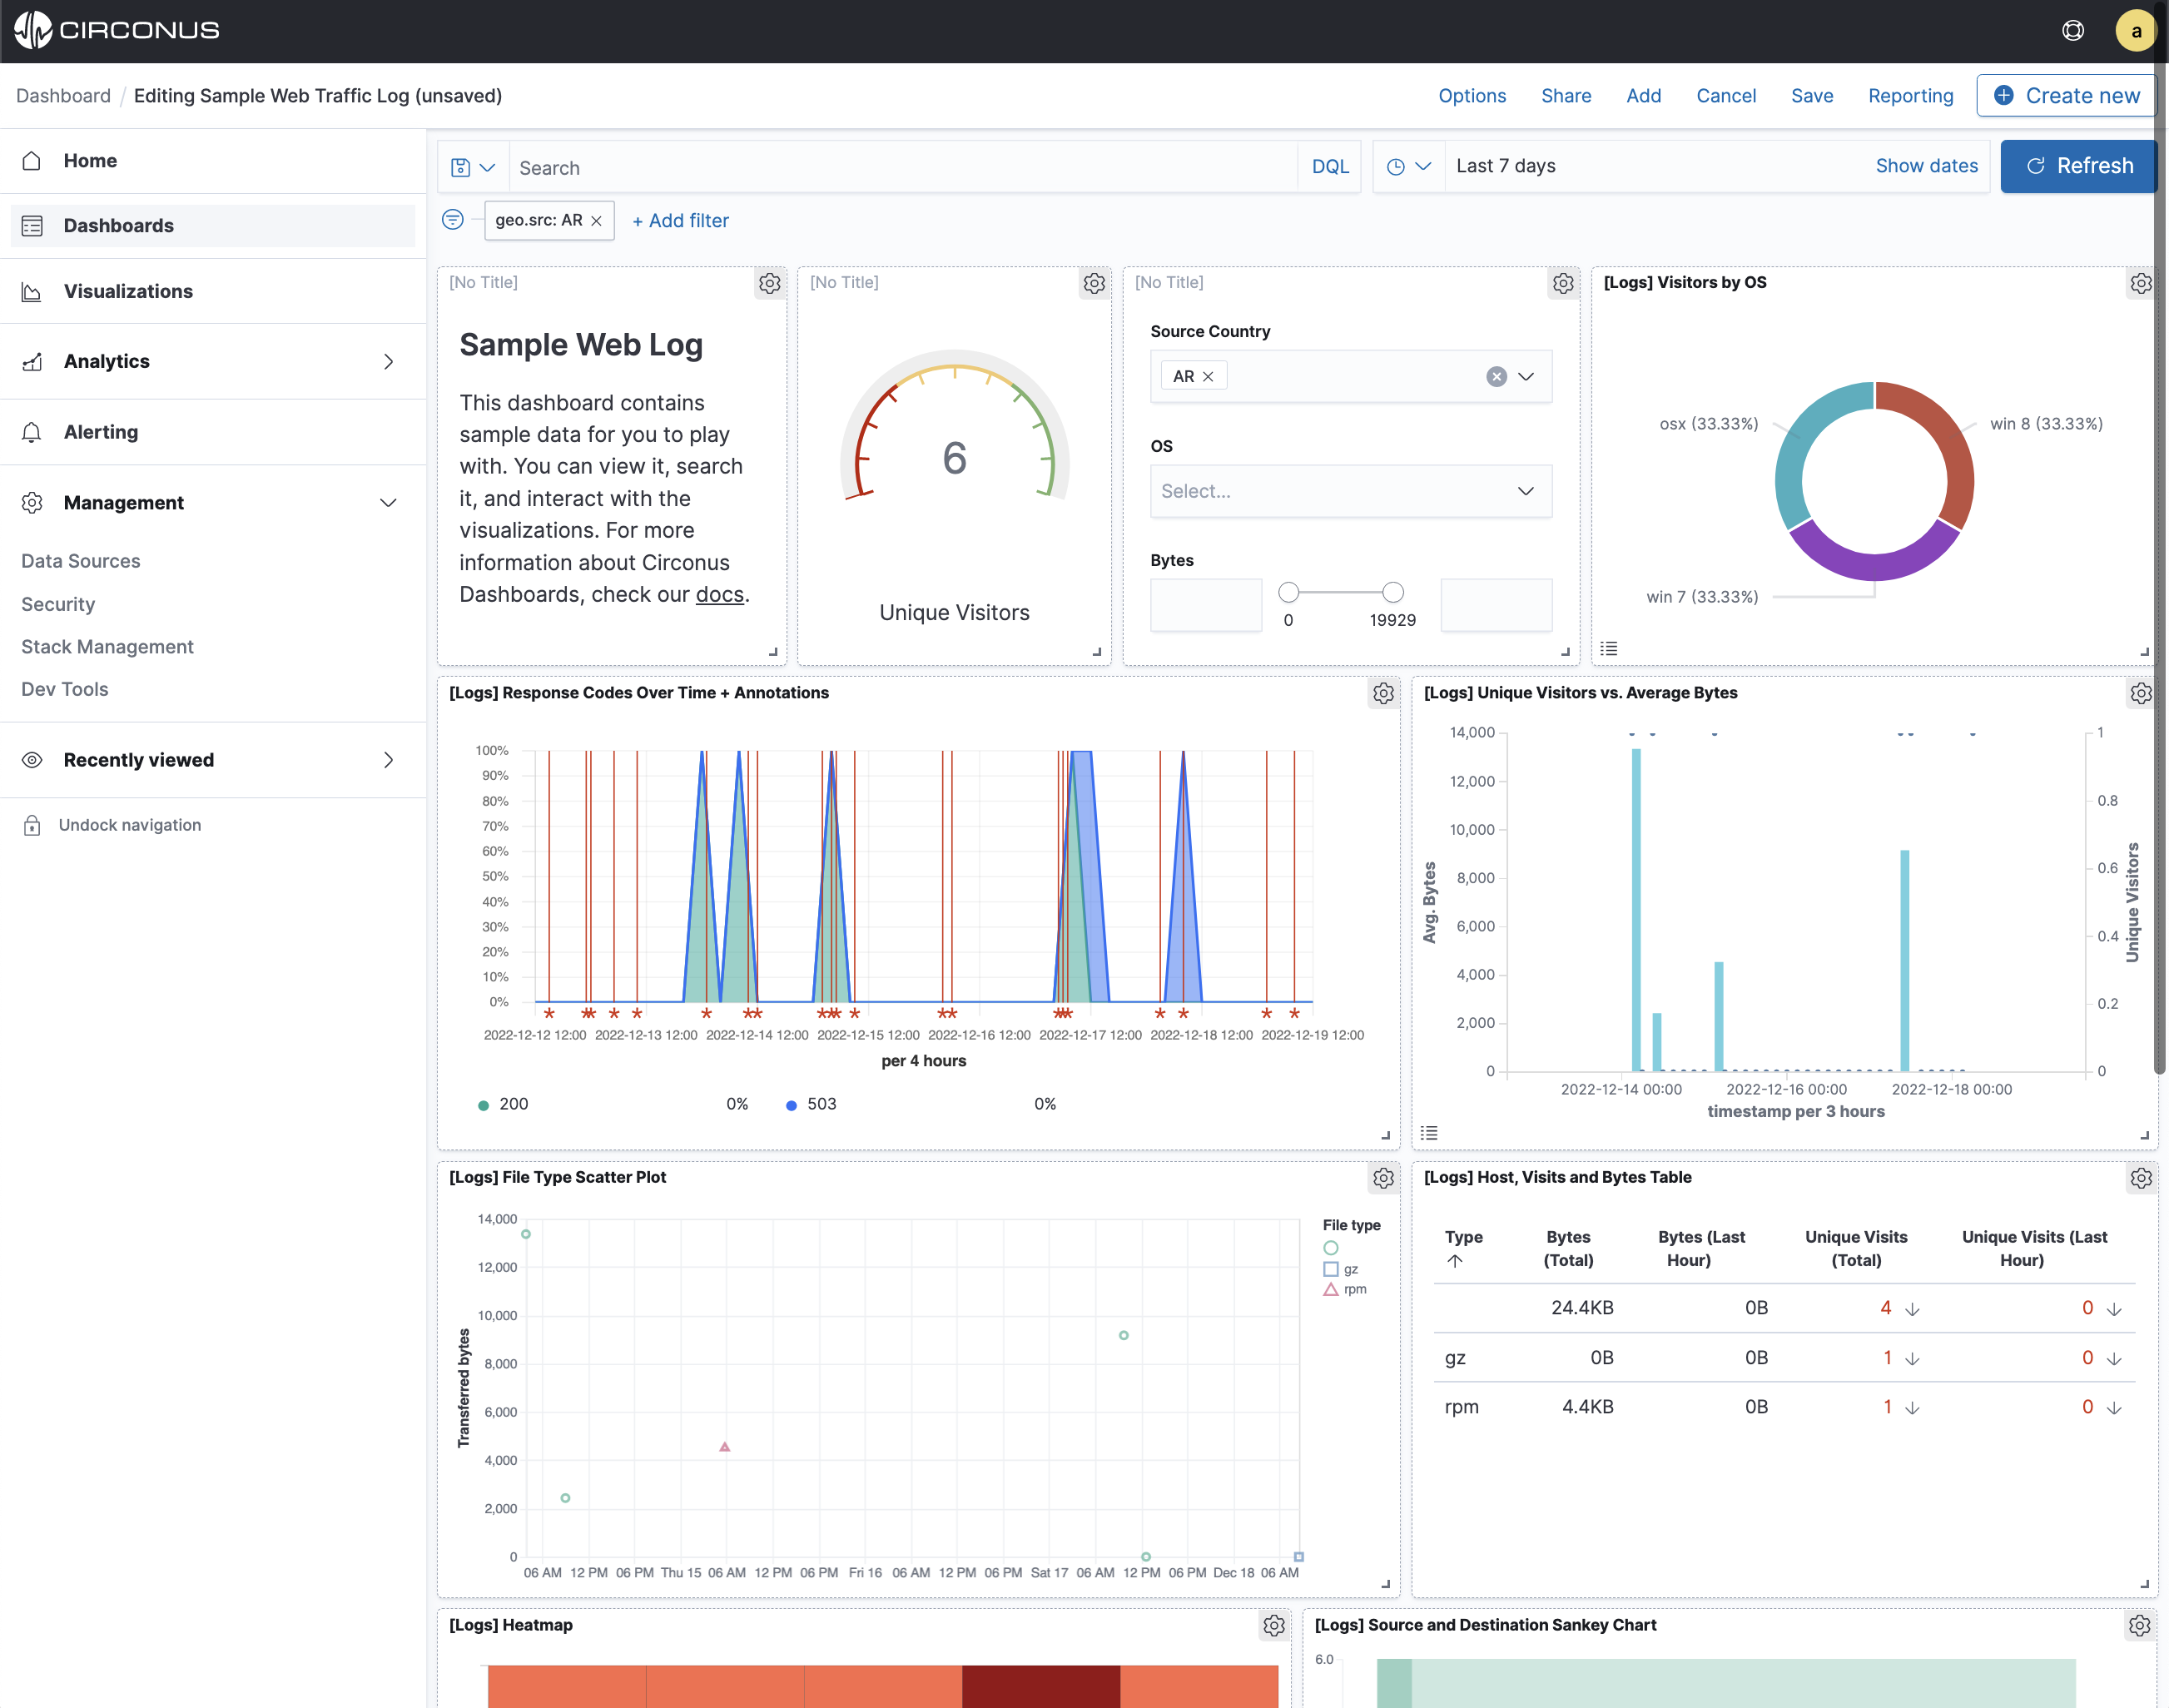 CIRCONUS
a
Dashboard / Editing Sample Web Traffic Log (unsaved)
Options Share Add Cancel Save Reporting Create new
Home
Dashboards
Visualizations
Analytics
Alerting
Management
Data Sources
Security
Stack Management
Dev Tools
Recently viewed
Undock navigation
Search DQL Last 7 days Show dates Refresh
geo.src: AR + Add filter
[No Title]
Sample Web Log
This dashboard contains
sample data for you to play
with. You can view it, search
it, and interact with the
visualizations. For more
information about Circonus
Dashboards, check our docs.
[No Title]
6
Unique Visitors
[No Title]
Source Country
AR
OS
Select...
Bytes
0 19929
[Logs] Visitors by OS
osx (33.33%)
win 8 (33.33%)
win 7 (33.33%)
[Logs] Response Codes Over Time + Annotations
100%
90%
80%
70%
60%
50%
40%
30%
20%
10%
0%
2022-12-12 12:00 2022-12-13 12:00 2022-12-14 12:00 2022-12-15 12:00 2022-12-16 12:00 2022-12-17 12:00 2022-12-18 12:00 2022-12-19 12:00
per 4 hours
200 0% 503 0%
[Logs] Unique Visitors vs. Average Bytes
14,000
12,000
10,000
8,000
6,000
4,000
2,000
0
Avg. Bytes
1
0.8
0.6
0.4
0.2
0
Unique Visitors
2022-12-14 00:00 2022-12-16 00:00 2022-12-18 00:00
timestamp per 3 hours
[Logs] File Type Scatter Plot
14,000
12,000
10,000
8,000
6,000
4,000
2,000
0
Transferred bytes
06 AM 12 PM 06 PM Thu 15 06 AM 12 PM 06 PM Fri 16 06 AM 12 PM 06 PM Sat 17 06 AM 12 PM 06 PM Dec 18 06 AM
File type
gz
rpm
[Logs] Host, Visits and Bytes Table
Type Bytes (Total) Bytes (Last Hour) Unique Visits (Total) Unique Visits (Last Hour)
24.4KB 0B 4 0
gz 0B 0B 1 0
rpm 4.4KB 0B 1 0
[Logs] Heatmap
[Logs] Source and Destination Sankey Chart
6.0